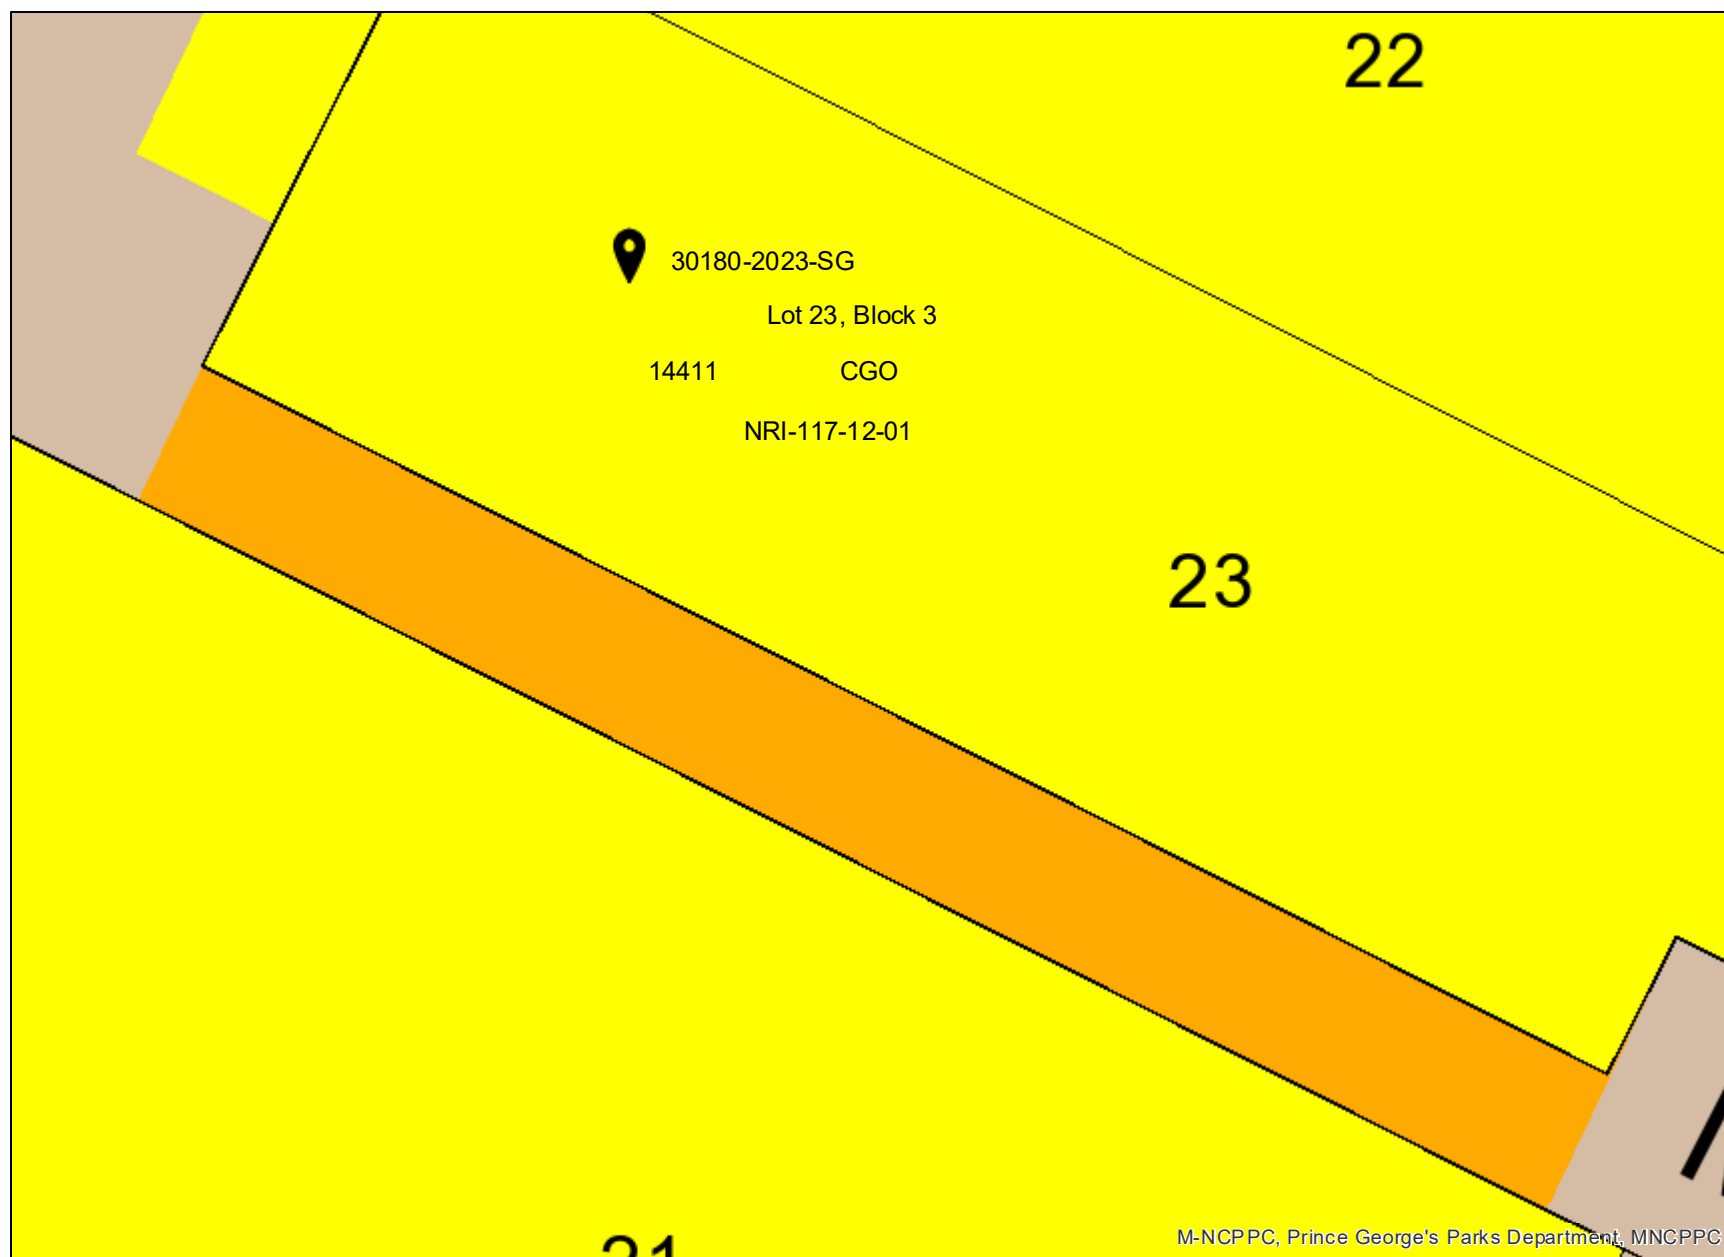 22
30180-2023-SG
Lot 23, Block 3
14411 CGO
NRI-117-12-01
23
M-NCPPC, Prince George's Parks Department, MNCPPC